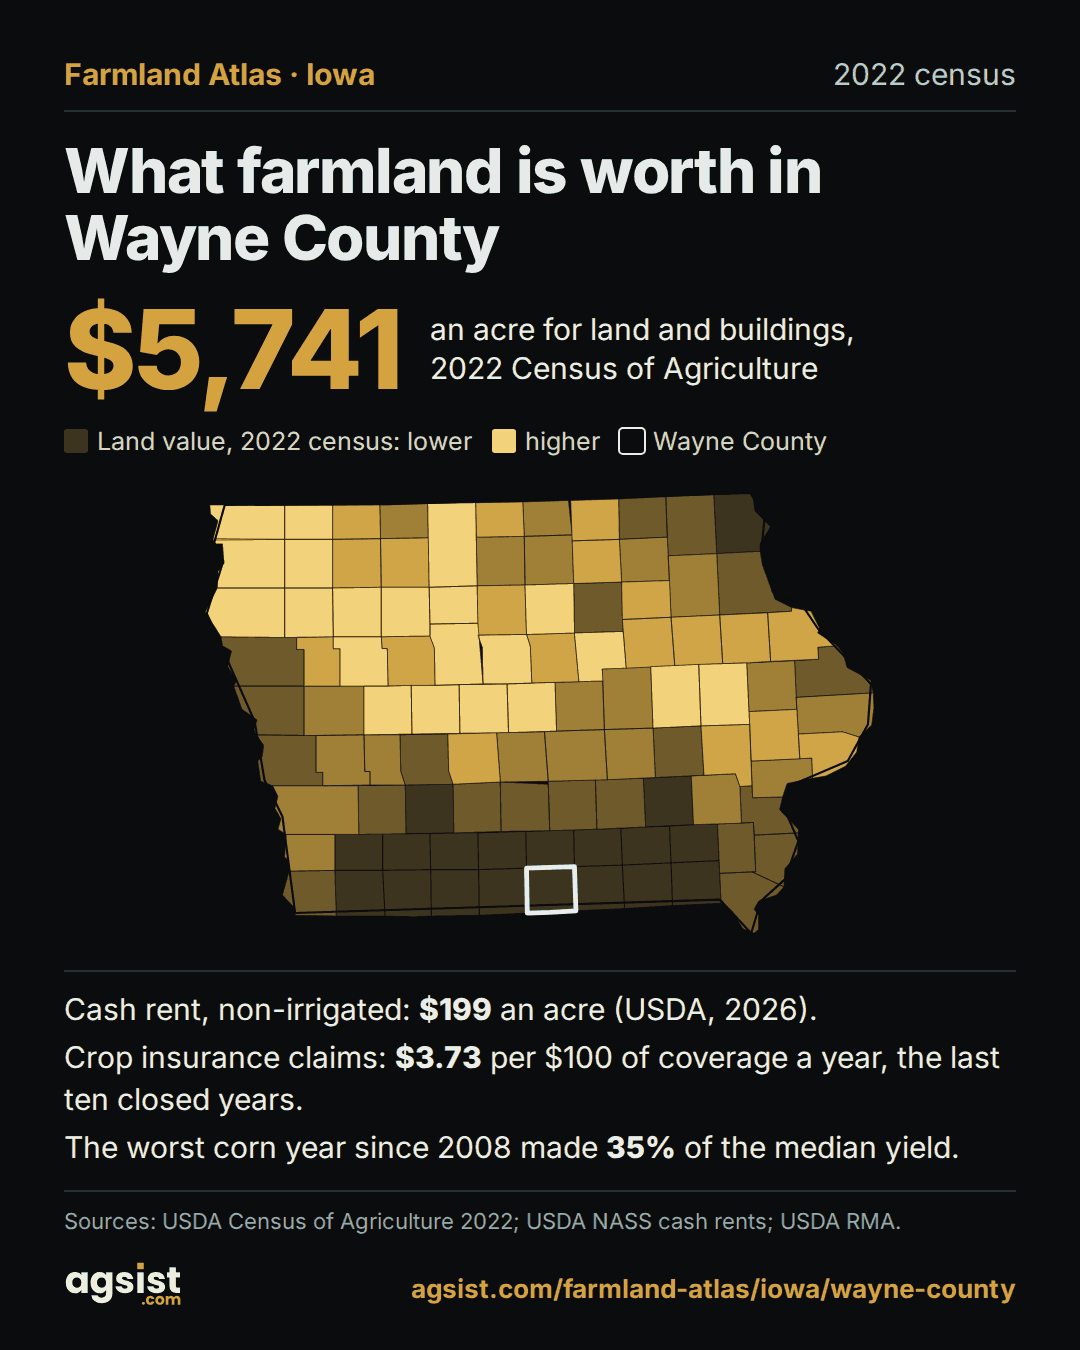 Farmland Atlas · Iowa
2022 census
What farmland is worth in
Wayne County
$5,741
an acre for land and buildings,
2022 Census of Agriculture
Land value, 2022 census: lower
higher
Wayne County
Cash rent, non-irrigated: $199 an acre (USDA, 2026).
Crop insurance claims: $3.73 per $100 of coverage a year, the last
ten closed years.
The worst corn year since 2008 made 35% of the median yield.
Sources: USDA Census of Agriculture 2022; USDA NASS cash rents; USDA RMA.
agsist
.com
agsist.com/farmland-atlas/iowa/wayne-county